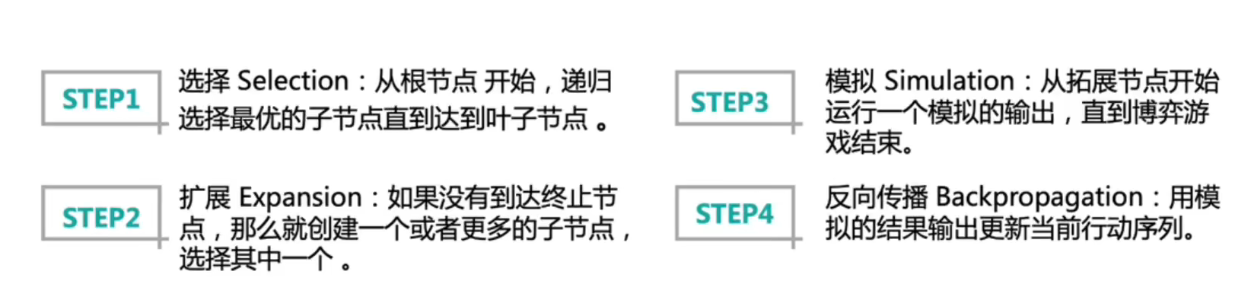 STEP1
选择 Selection：从根节点 开始，递归
选择最优的子节点直到达到叶子节点 。
STEP2
扩展 Expansion：如果没有到达终止节
点，那么就创建一个或者更多的子节点，
选择其中一个 。
STEP3
模拟 Simulation：从拓展节点开始
运行一个模拟的输出，直到博弈游
戏结束。
STEP4
反向传播 Backpropagation：用模
拟的结果输出更新当前行动序列。